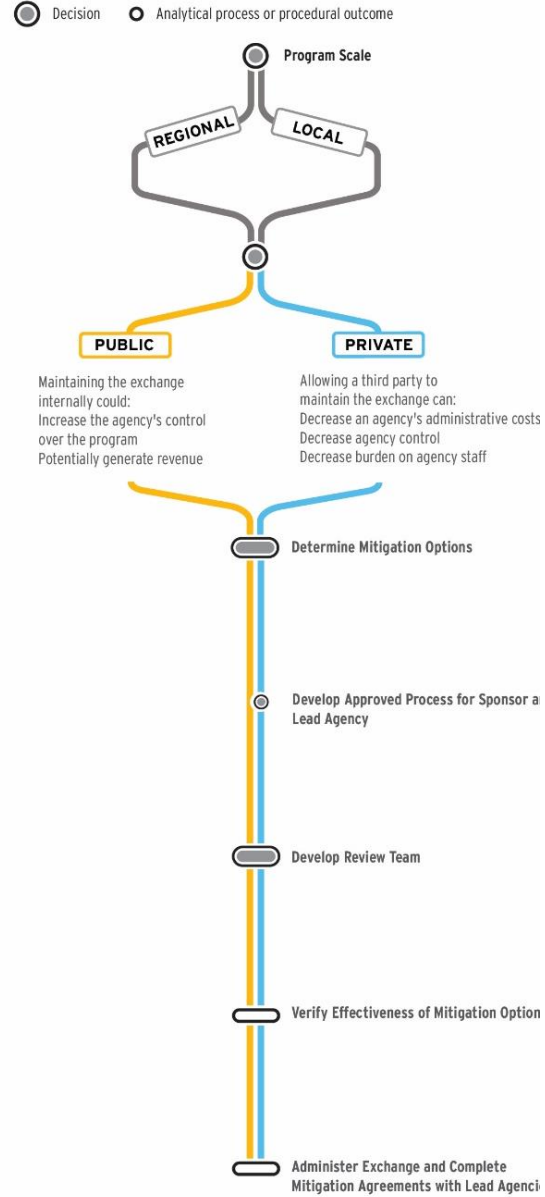 Decision
Analytical process or procedural outcome
Program Scale
REGIONAL
LOCAL
PUBLIC
Maintaining the exchange
internally could:
Increase the agency's control
over the program
Potentially generate revenue
PRIVATE
Allowing a third party to
maintain the exchange can:
Decrease an agency's administrative costs
Decrease agency control
Decrease burden on agency staff
Determine Mitigation Options
Develop Approved Process for Sponsor
Lead Agency
Develop Review Team
Verify Effectiveness of Mitigation Option
Administer Exchange and Complete
Mitigation Agreements with Lead Agenci